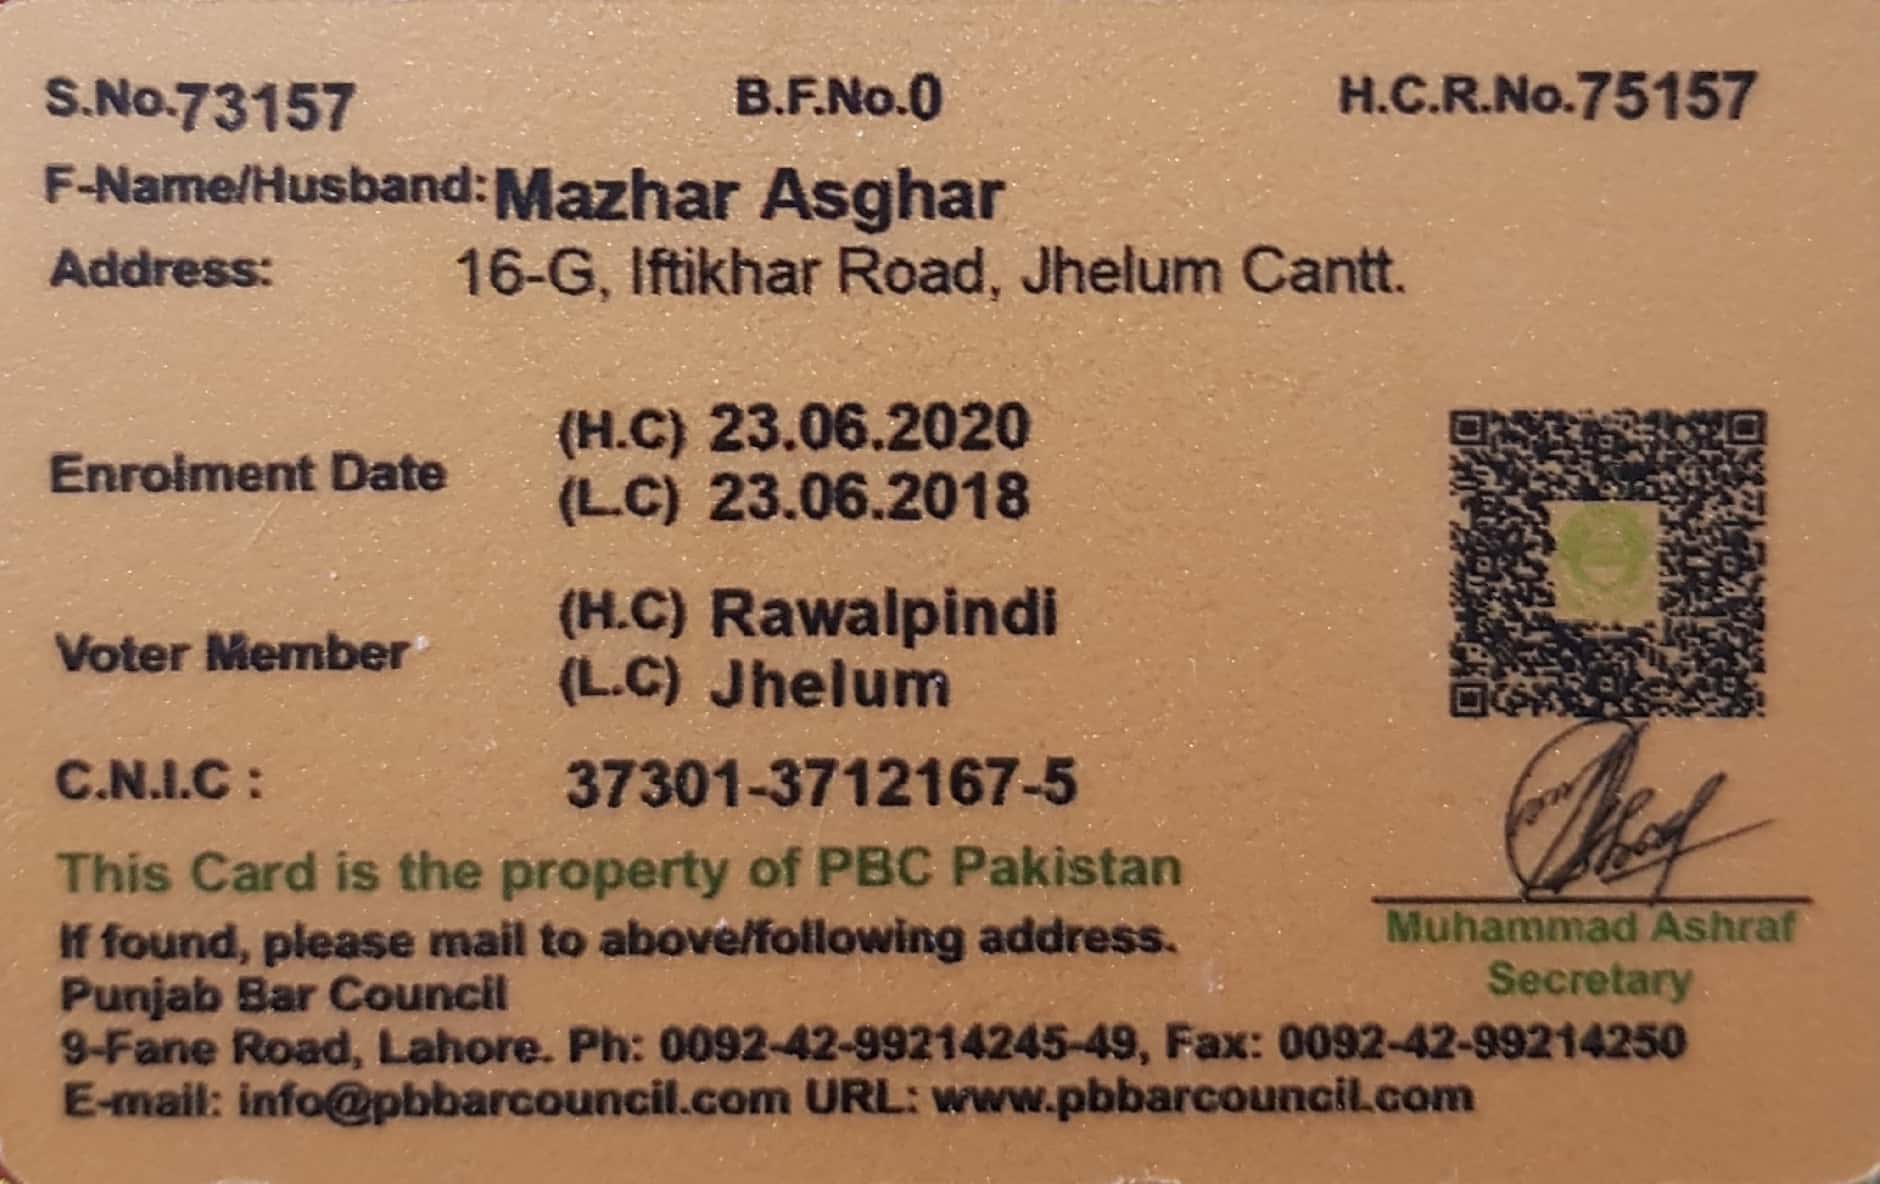 S.No.73157 B.F.No.0 H.C.R.No.75157
F-Name/Husband: Mazhar Asghar
Address: 16-G, Iftikhar Road, Jhelum Cantt.
(H.C) 23.06.2020
Enrolment Date
(L.C) 23.06.2018
(H.C) Rawalpindi
Voter Member
(L.C) Jhelum
C.N.I.C : 37301-3712167-5
This Card is the property of PBC Pakistan
If found, please mail to above/following address.
Muhammad Ashraf
Secretary
Punjab Bar Council
9-Fane Road, Lahore. Ph: 0092-42-99214245-49, Fax: 0092-42-99214250
E-mail: info@pbbarcouncil.com URL: www.pbbarcouncil.com